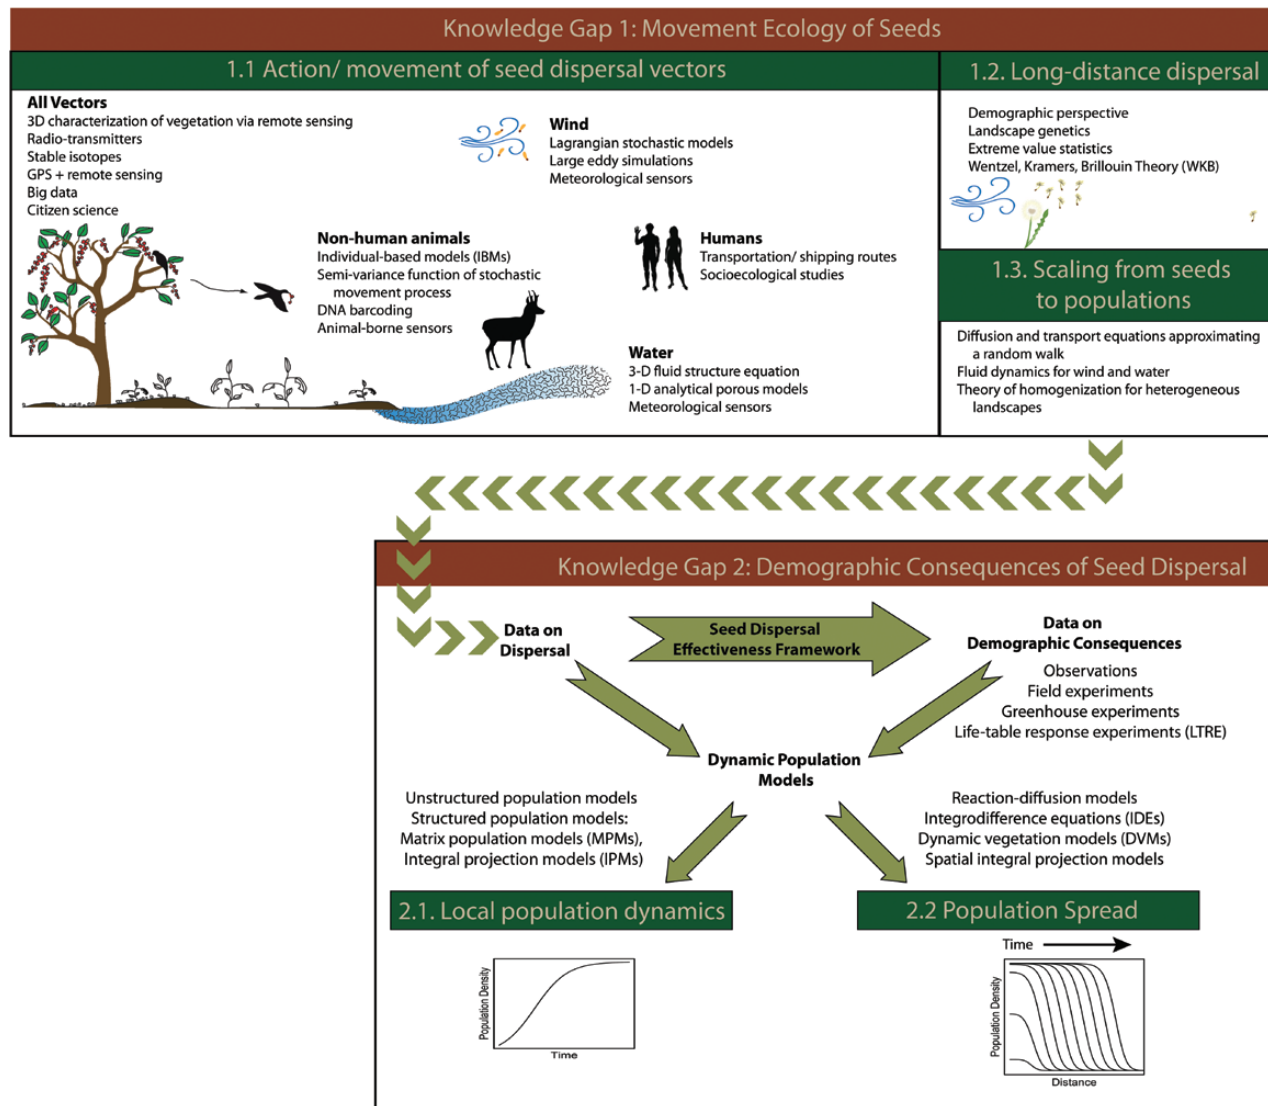 Knowledge Gap 1: Movement Ecology of Seeds
1.1 Action/ movement of seed dispersal vectors
All Vectors
3D characterization of vegetation via remote sensing
Radio-transmitters
Stable isotopes
GPS + remote sensing
Big data
Citizen science
Wind
Lagrangian stochastic models
Large eddy simulations
Meteorological sensors
Non-human animals
Individual-based models (IBMs)
Semi-variance function of stochastic
movement process
DNA barcoding
Animal-borne sensors
Humans
Transportation/ shipping routes
Socioecological studies
Water
3-D fluid structure equation
1-D analytical porous models
Meteorological sensors
1.2. Long-distance dispersal
Demographic perspective
Landscape genetics
Extreme value statistics
Wentzel, Kramers, Brillouin Theory (WKB)
1.3. Scaling from seeds
to populations
Diffusion and transport equations approximating
a random walk
Fluid dynamics for wind and water
Theory of homogenization for heterogeneous
landscapes
Knowledge Gap 2: Demographic Consequences of Seed Dispersal
Data on
Dispersal
Seed Dispersal
Effectiveness Framework
Data on
Demographic Consequences
Observations
Field experiments
Greenhouse experiments
Life-table response experiments (LTRE)
Dynamic Population
Models
Unstructured population models
Structured population models:
Matrix population models (MPMs),
Integral projection models (IPMs)
Reaction-diffusion models
Integrodifference equations (IDEs)
Dynamic vegetation models (DVMs)
Spatial integral projection models
2.1. Local population dynamics
Population Density
Time
2.2 Population Spread
Time
Population Density
Distance